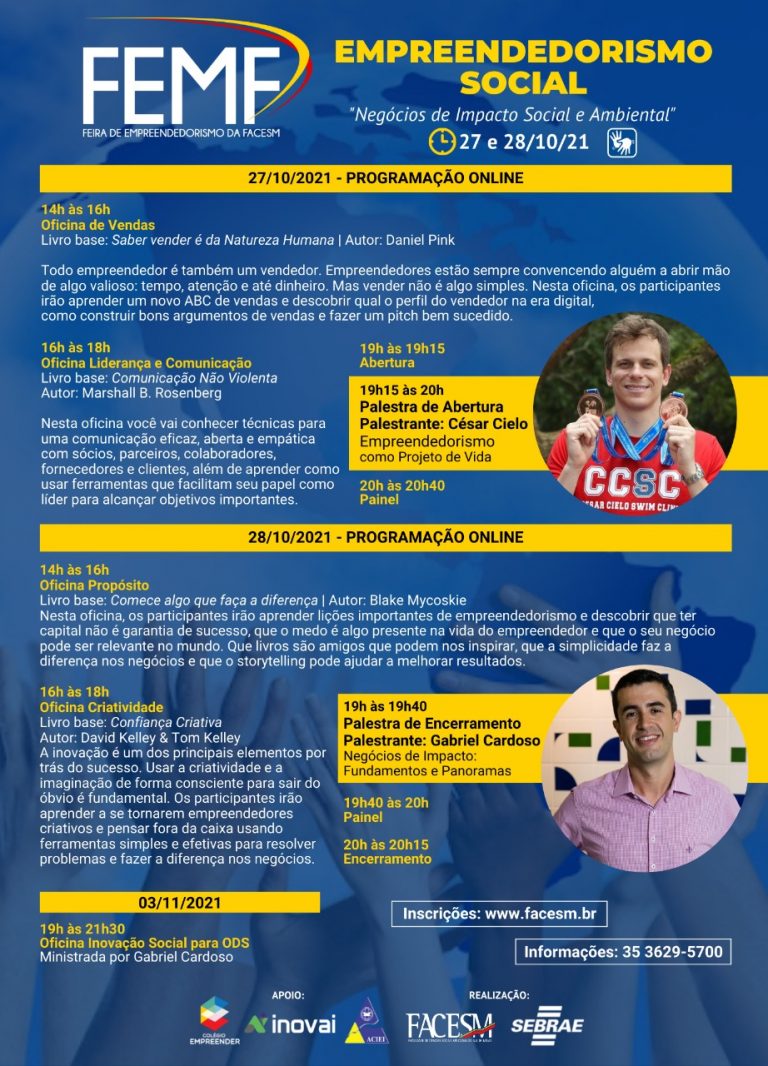 FEMF
FEIRA DE EMPREENDEDORISMO DA FACESM
EMPREENDEDORISMO
SOCIAL
"Negócios de Impacto Social e Ambiental"
27 e 28/10/21
27/10/2021 - PROGRAMAÇÃO ONLINE
14h às 16h
Oficina de Vendas
Livro base: Saber vender é da Natureza Humana | Autor: Daniel Pink
Todo empreendedor é também um vendedor. Empreendedores estão sempre convencendo alguém a abrir mão
de algo valioso: tempo, atenção e até dinheiro. Mas vender não é algo simples. Nesta oficina, os participantes
irão aprender um novo ABC de vendas e descobrir qual o perfil do vendedor na era digital,
como construir bons argumentos de vendas e fazer um pitch bem sucedido.
16h às 18h
Oficina Liderança e Comunicação
Livro base: Comunicação Não Violenta
Autor: Marshall B. Rosenberg
Nesta oficina você vai conhecer técnicas para
uma comunicação eficaz, aberta e empática
com sócios, parceiros, colaboradores,
fornecedores e clientes, além de aprender como
usar ferramentas que facilitam seu papel como
líder para alcançar objetivos importantes.
19h às 19h15
Abertura
19h15 às 20h
Palestra de Abertura
Palestrante: César Cielo
Empreendedorismo
como Projeto de Vida
20h às 20h40
Painel
CCSC
CESAR CIELO SWIM CLIN
28/10/2021 - PROGRAMAÇÃO ONLINE
14h às 16h
Oficina Propósito
Livro base: Comece algo que faça a diferença | Autor: Blake Mycoskie
Nesta oficina, os participantes irão aprender lições importantes de empreendedorismo e descobrir que ter
capital não é garantia de sucesso, que o medo é algo presente na vida do empreendedor e que o seu negócio
pode ser relevante no mundo. Que livros são amigos que podem nos inspirar, que a simplicidade faz a
diferença nos negócios e que o storytelling pode ajudar a melhorar resultados.
16h às 18h
Oficina Criatividade
Livro base: Confiança Criativa
Autor: David Kelley & Tom Kelley
A inovação é um dos principais elementos por
trás do sucesso. Usar a criatividade e a
imaginação de forma consciente para sair do
óbvio é fundamental. Os participantes irão
aprender a se tornarem empreendedores
criativos e pensar fora da caixa usando
ferramentas simples e efetivas para resolver
problemas e fazer a diferença nos negócios.
19h às 19h40
Palestra de Encerramento
Palestrante: Gabriel Cardoso
Negócios de Impacto:
Fundamentos e Panoramas
19h40 às 20h
Painel
20h às 20h15
Encerramento
03/11/2021
19h às 21h30
Oficina Inovação Social para ODS
Ministrada por Gabriel Cardoso
Inscrições: www.facesm.br
Informações: 35 3629-5700
APOIO:
COLÉGIO
EMPREENDER
inovai
ACIEI
REALIZAÇÃO:
FACESM
SEBRAE